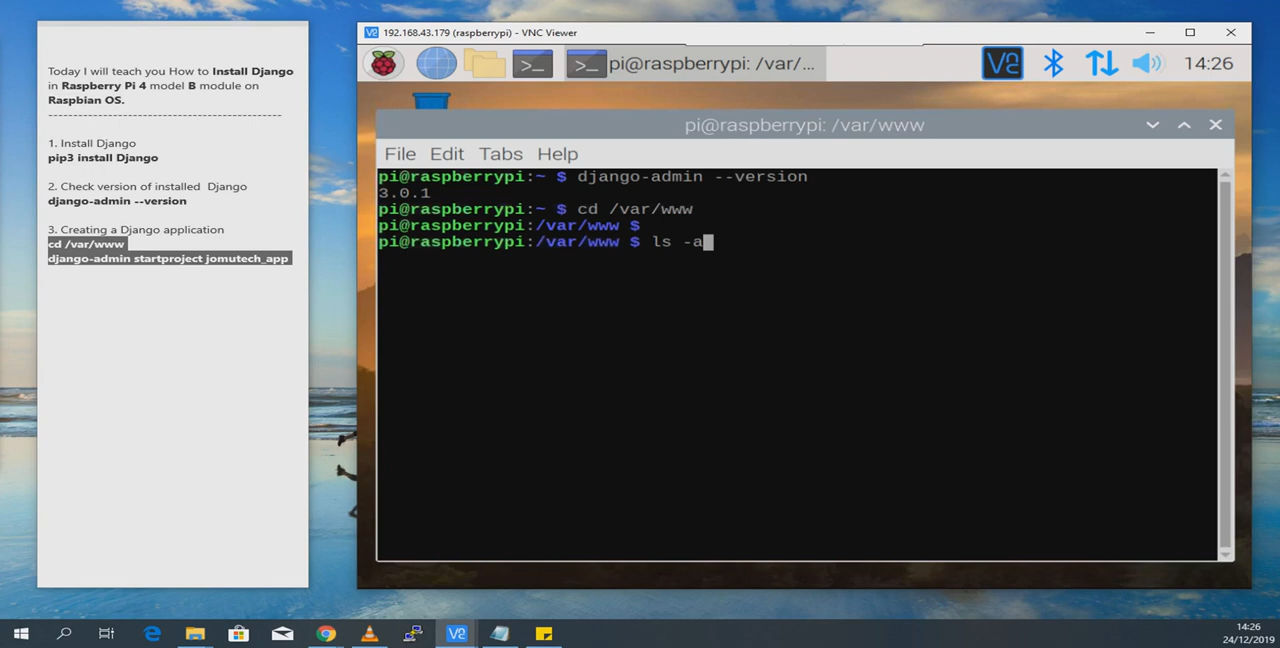 Today I will teach you How to Install Django
in Raspberry Pi 4 model B module on
Raspbian OS.
-----------------------------------------------
1. Install Django
pip3 install Django
2. Check version of installed  Django
django-admin --version
3. Creating a Django application
cd /var/www
django-admin startproject jomutech_app
192.168.43.179 (raspberrypi) - VNC Viewer
pi@raspberrypi: /var/...
14:26
pi@raspberrypi: /var/www
File Edit Tabs Help
pi@raspberrypi:~ $ django-admin --version
3.0.1
pi@raspberrypi:~ $ cd /var/www
pi@raspberrypi:/var/www $
pi@raspberrypi:/var/www $ ls -a
14:26
24/12/2019